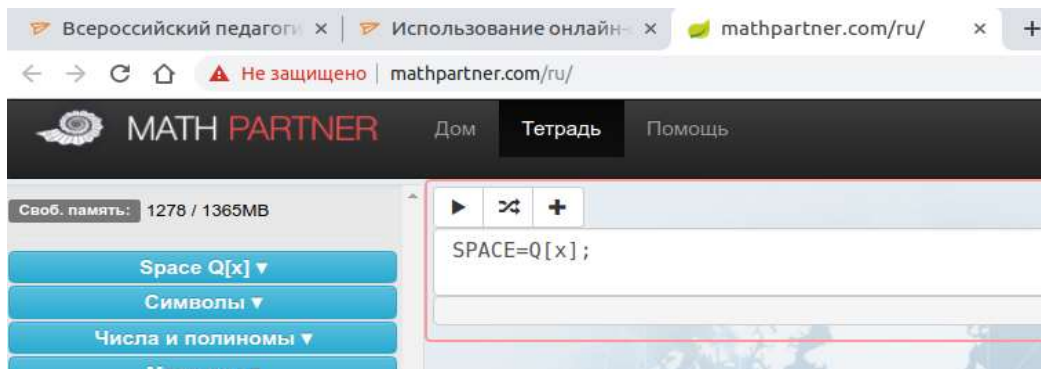 Всероссийский педагоги
Использование онлайн-
mathpartner.com/ru/
Не защищено mathpartner.com/ru/
MATH PARTNER
Дом
Тетрадь
Помощь
Своб. память: 1278 / 1365MB
SPACE=Q[x];
Space Q[x] ▼
Символы ▼
Числа и полиномы ▼